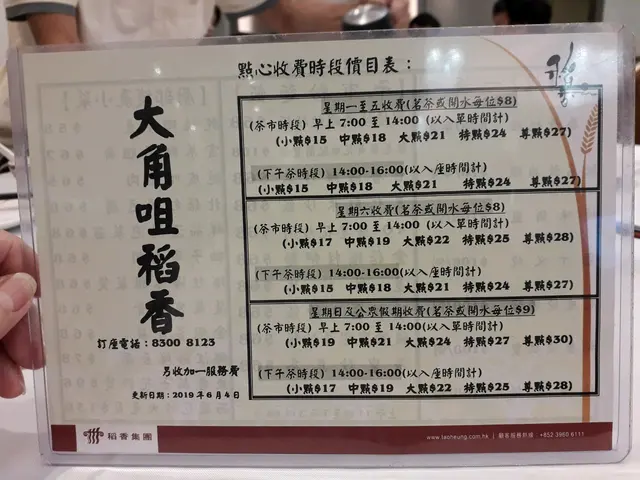 點心收費時段價目表：
大角咀稻香
星期一至五收費(茗茶或開水每位$8)
(茶市時段) 早上 7:00 至 14:00 (以入單時間計)
(小點$15 中點$18 大點$21 特點$24 尊點$27)
(下午茶時段) 14:00-16:00(以入座時間計)
(小點$15 中點$18 大點$21 特點$24 尊點$27)
星期六收費(茗茶或開水每位$8)
(茶市時段) 早上 7:00 至 14:00(以入單時間計)
(小點$17 中點$19 大點$22 特點$25 尊點$28)
(下午茶時段) 14:00-16:00(以入座時間計)
(小點$15 中點$18 大點$21 特點$24 尊點$27)
星期日及公眾假期收費(茗茶或開水每位$9)
(茶市時段) 早上 7:00 至 14:00(以入單時間計)
(小點$19 中點$21 大點$24 特點$27 尊點$30)
(下午茶時段) 14:00-16:00(以入座時間計)
(小點$17 中點$19 大點$22 特點$25 尊點$28)
訂座電話：8300 8123
另收加一服務費
更新日期：2019 年 6 月 4 日
稻香集團
www.taoheung.com.hk | 顧客服務熱線：+852 3960 6111